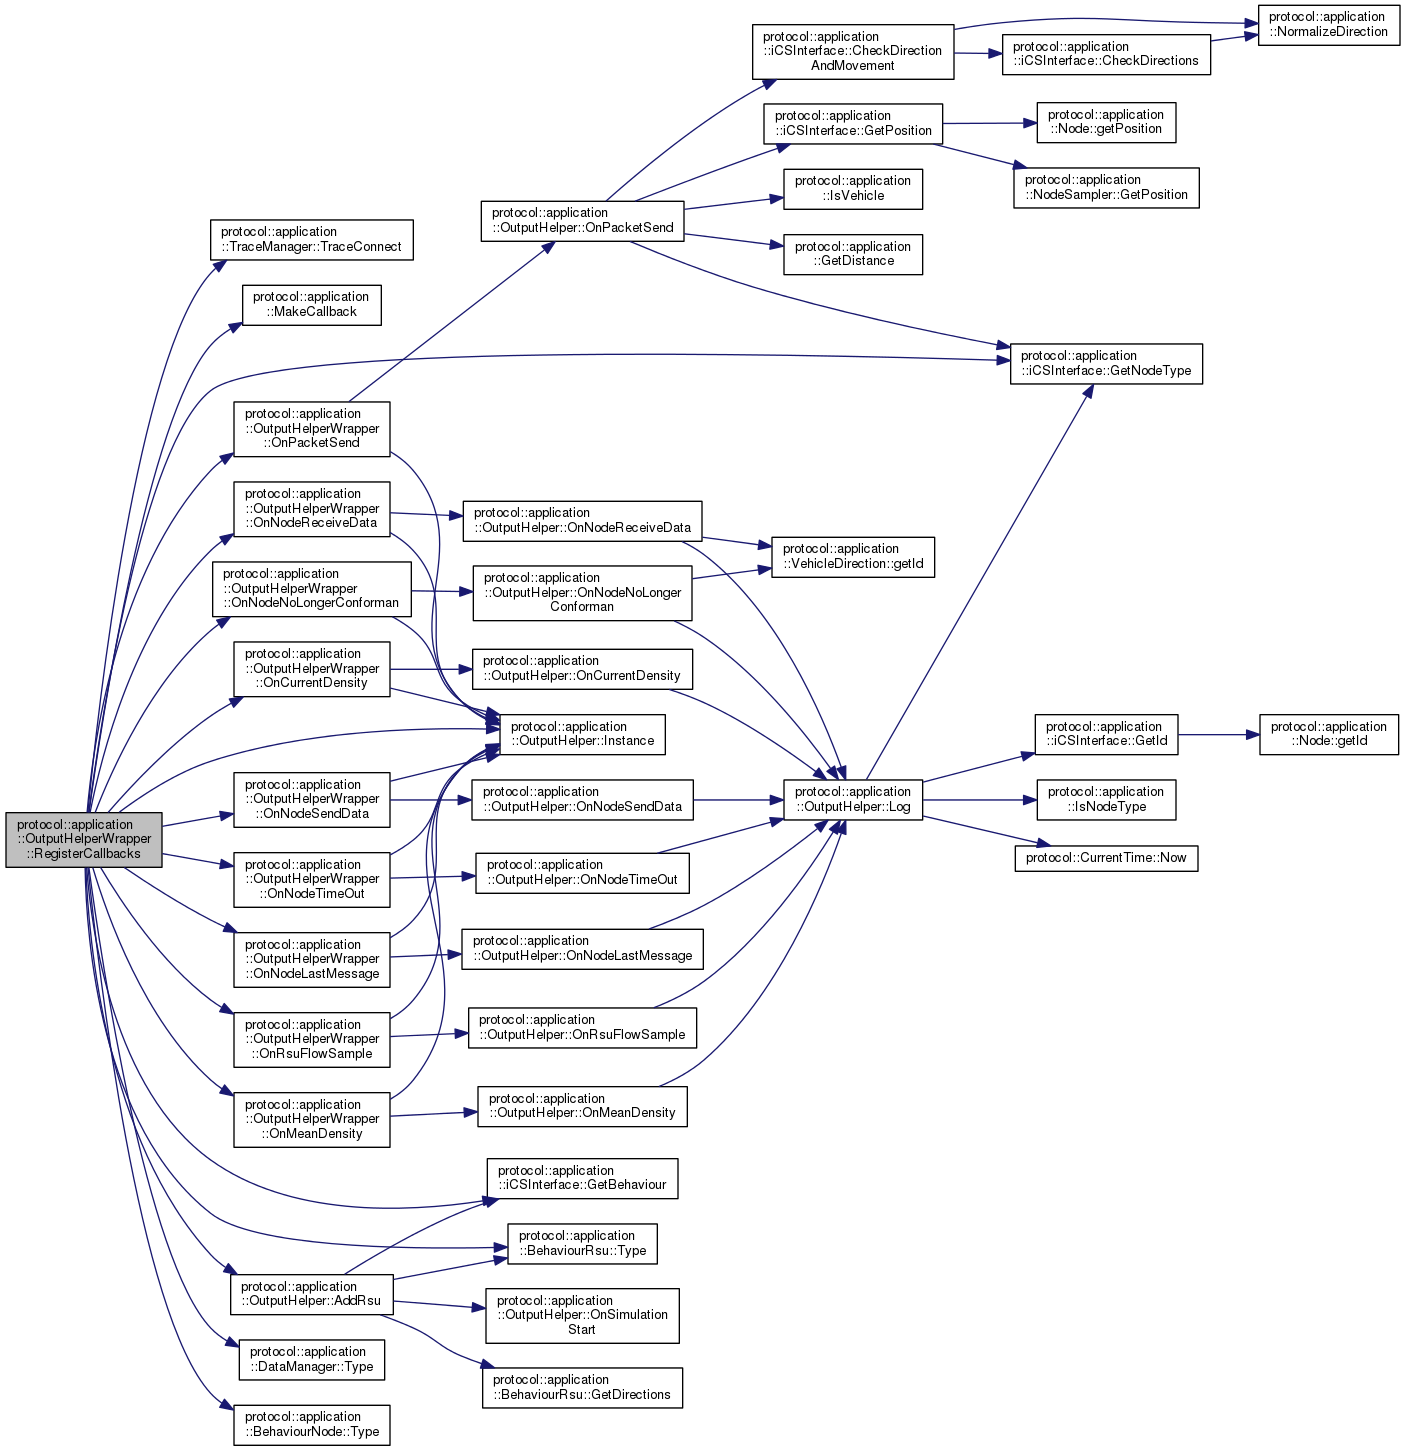 protocol::application
::NormalizeDirection
protocol::application
::iCSInterface::CheckDirection
AndMovement
protocol::application
::iCSInterface::CheckDirections
protocol::application
::iCSInterface::GetPosition
protocol::application
::Node::getPosition
protocol::application
::IsVehicle
protocol::application
::NodeSampler::GetPosition
protocol::application
::OutputHelper::OnPacketSend
protocol::application
::TraceManager::TraceConnect
protocol::application
::GetDistance
protocol::application
::MakeCallback
protocol::application
::iCSInterface::GetNodeType
protocol::application
::OutputHelperWrapper
::OnPacketSend
protocol::application
::OutputHelperWrapper
::OnNodeReceiveData
protocol::application
::OutputHelper::OnNodeReceiveData
protocol::application
::VehicleDirection::getId
protocol::application
::OutputHelperWrapper
::OnNodeNoLongerConforman
protocol::application
::OutputHelper::OnNodeNoLonger
Conforman
protocol::application
::OutputHelperWrapper
::OnCurrentDensity
protocol::application
::OutputHelper::OnCurrentDensity
protocol::application
::OutputHelper::Instance
protocol::application
::iCSInterface::GetId
protocol::application
::Node::getId
protocol::application
::OutputHelperWrapper
::OnNodeSendData
protocol::application
::OutputHelper::OnNodeSendData
protocol::application
::OutputHelper::Log
protocol::application
::IsNodeType
protocol::application
::OutputHelperWrapper
::RegisterCallbacks
protocol::CurrentTime::Now
protocol::application
::OutputHelperWrapper
::OnNodeTimeOut
protocol::application
::OutputHelper::OnNodeTimeOut
protocol::application
::OutputHelperWrapper
::OnNodeLastMessage
protocol::application
::OutputHelper::OnNodeLastMessage
protocol::application
::OutputHelperWrapper
::OnRsuFlowSample
protocol::application
::OutputHelper::OnRsuFlowSample
protocol::application
::OutputHelperWrapper
::OnMeanDensity
protocol::application
::OutputHelper::OnMeanDensity
protocol::application
::iCSInterface::GetBehaviour
protocol::application
::BehaviourRsu::Type
protocol::application
::OutputHelper::AddRsu
protocol::application
::OutputHelper::OnSimulation
Start
protocol::application
::DataManager::Type
protocol::application
::BehaviourRsu::GetDirections
protocol::application
::BehaviourNode::Type